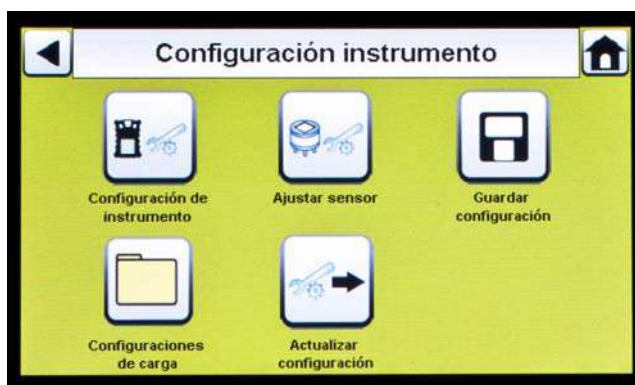 Configuración instrumento
Configuración de
instrumento
Ajustar sensor
Guardar
configuración
Configuraciones
de carga
Actualizar
configuración